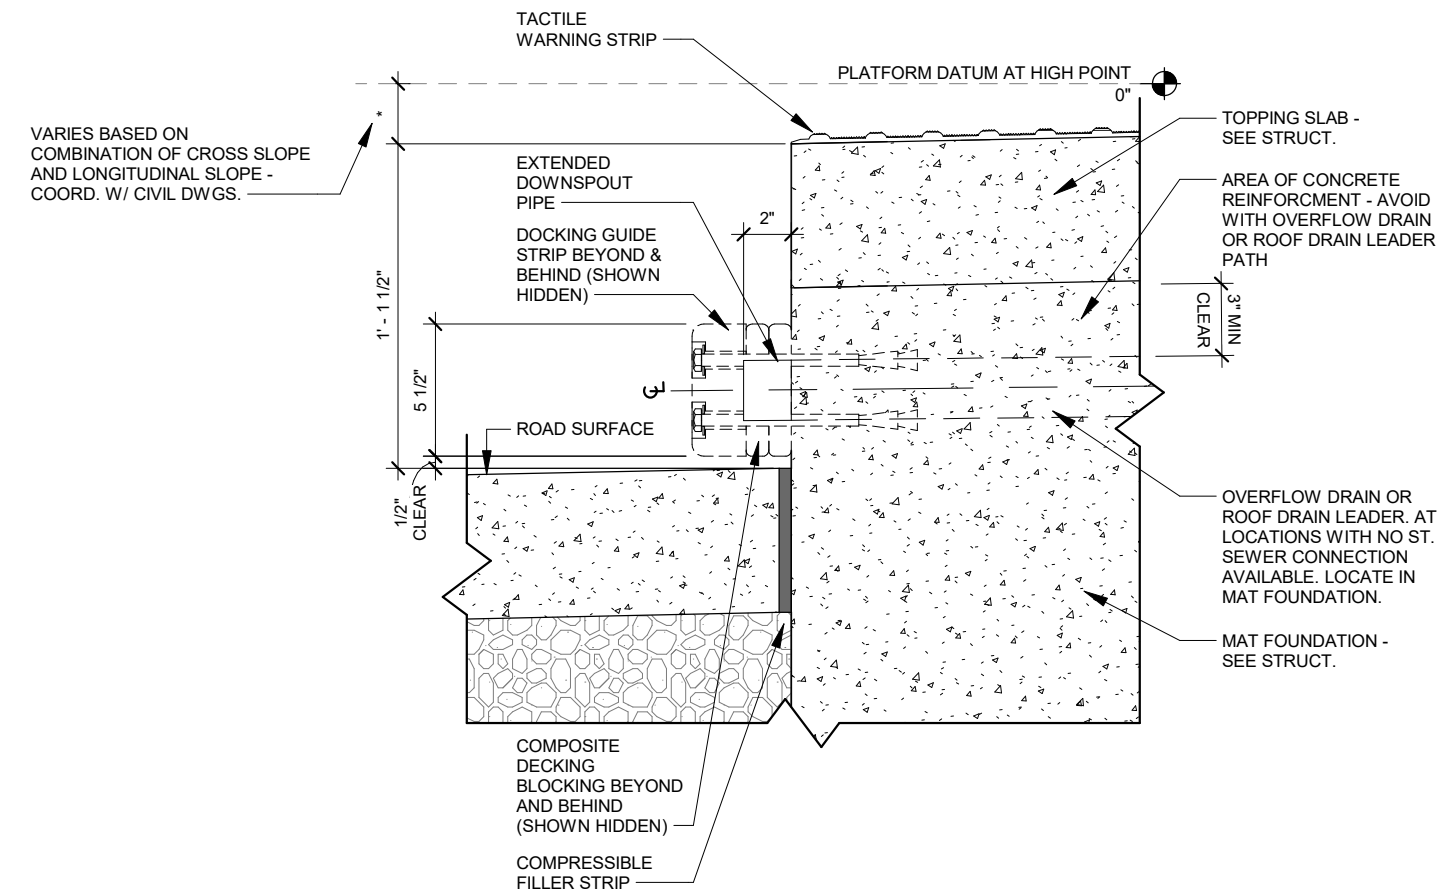 TACTILE
WARNING STRIP
PLATFORM DATUM AT HIGH POINT
0"
VARIES BASED ON
COMBINATION OF CROSS SLOPE
AND LONGITUDINAL SLOPE -
COORD. W/ CIVIL DWGS.
*
TOPPING SLAB -
SEE STRUCT.
EXTENDED
DOWNSPOUT
PIPE
2"
AREA OF CONCRETE
REINFORCMENT - AVOID
WITH OVERFLOW DRAIN
OR ROOF DRAIN LEADER
PATH
DOCKING GUIDE
STRIP BEYOND &
BEHIND (SHOWN
HIDDEN)
1' - 1 1/2"
3" MIN
CLEAR
5 1/2"
CL
ROAD SURFACE
1/2"
CLEAR
OVERFLOW DRAIN OR
ROOF DRAIN LEADER. AT
LOCATIONS WITH NO ST.
SEWER CONNECTION
AVAILABLE. LOCATE IN
MAT FOUNDATION.
MAT FOUNDATION -
SEE STRUCT.
COMPOSITE
DECKING
BLOCKING BEYOND
AND BEHIND
(SHOWN HIDDEN)
COMPRESSIBLE
FILLER STRIP